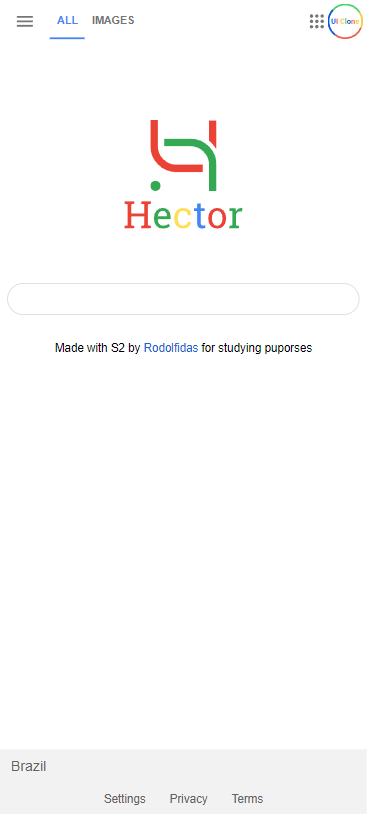 ALL IMAGES UI Clone
Hector
Made with S2 by Rodolfidas for studying puporses
Brazil
Settings Privacy Terms